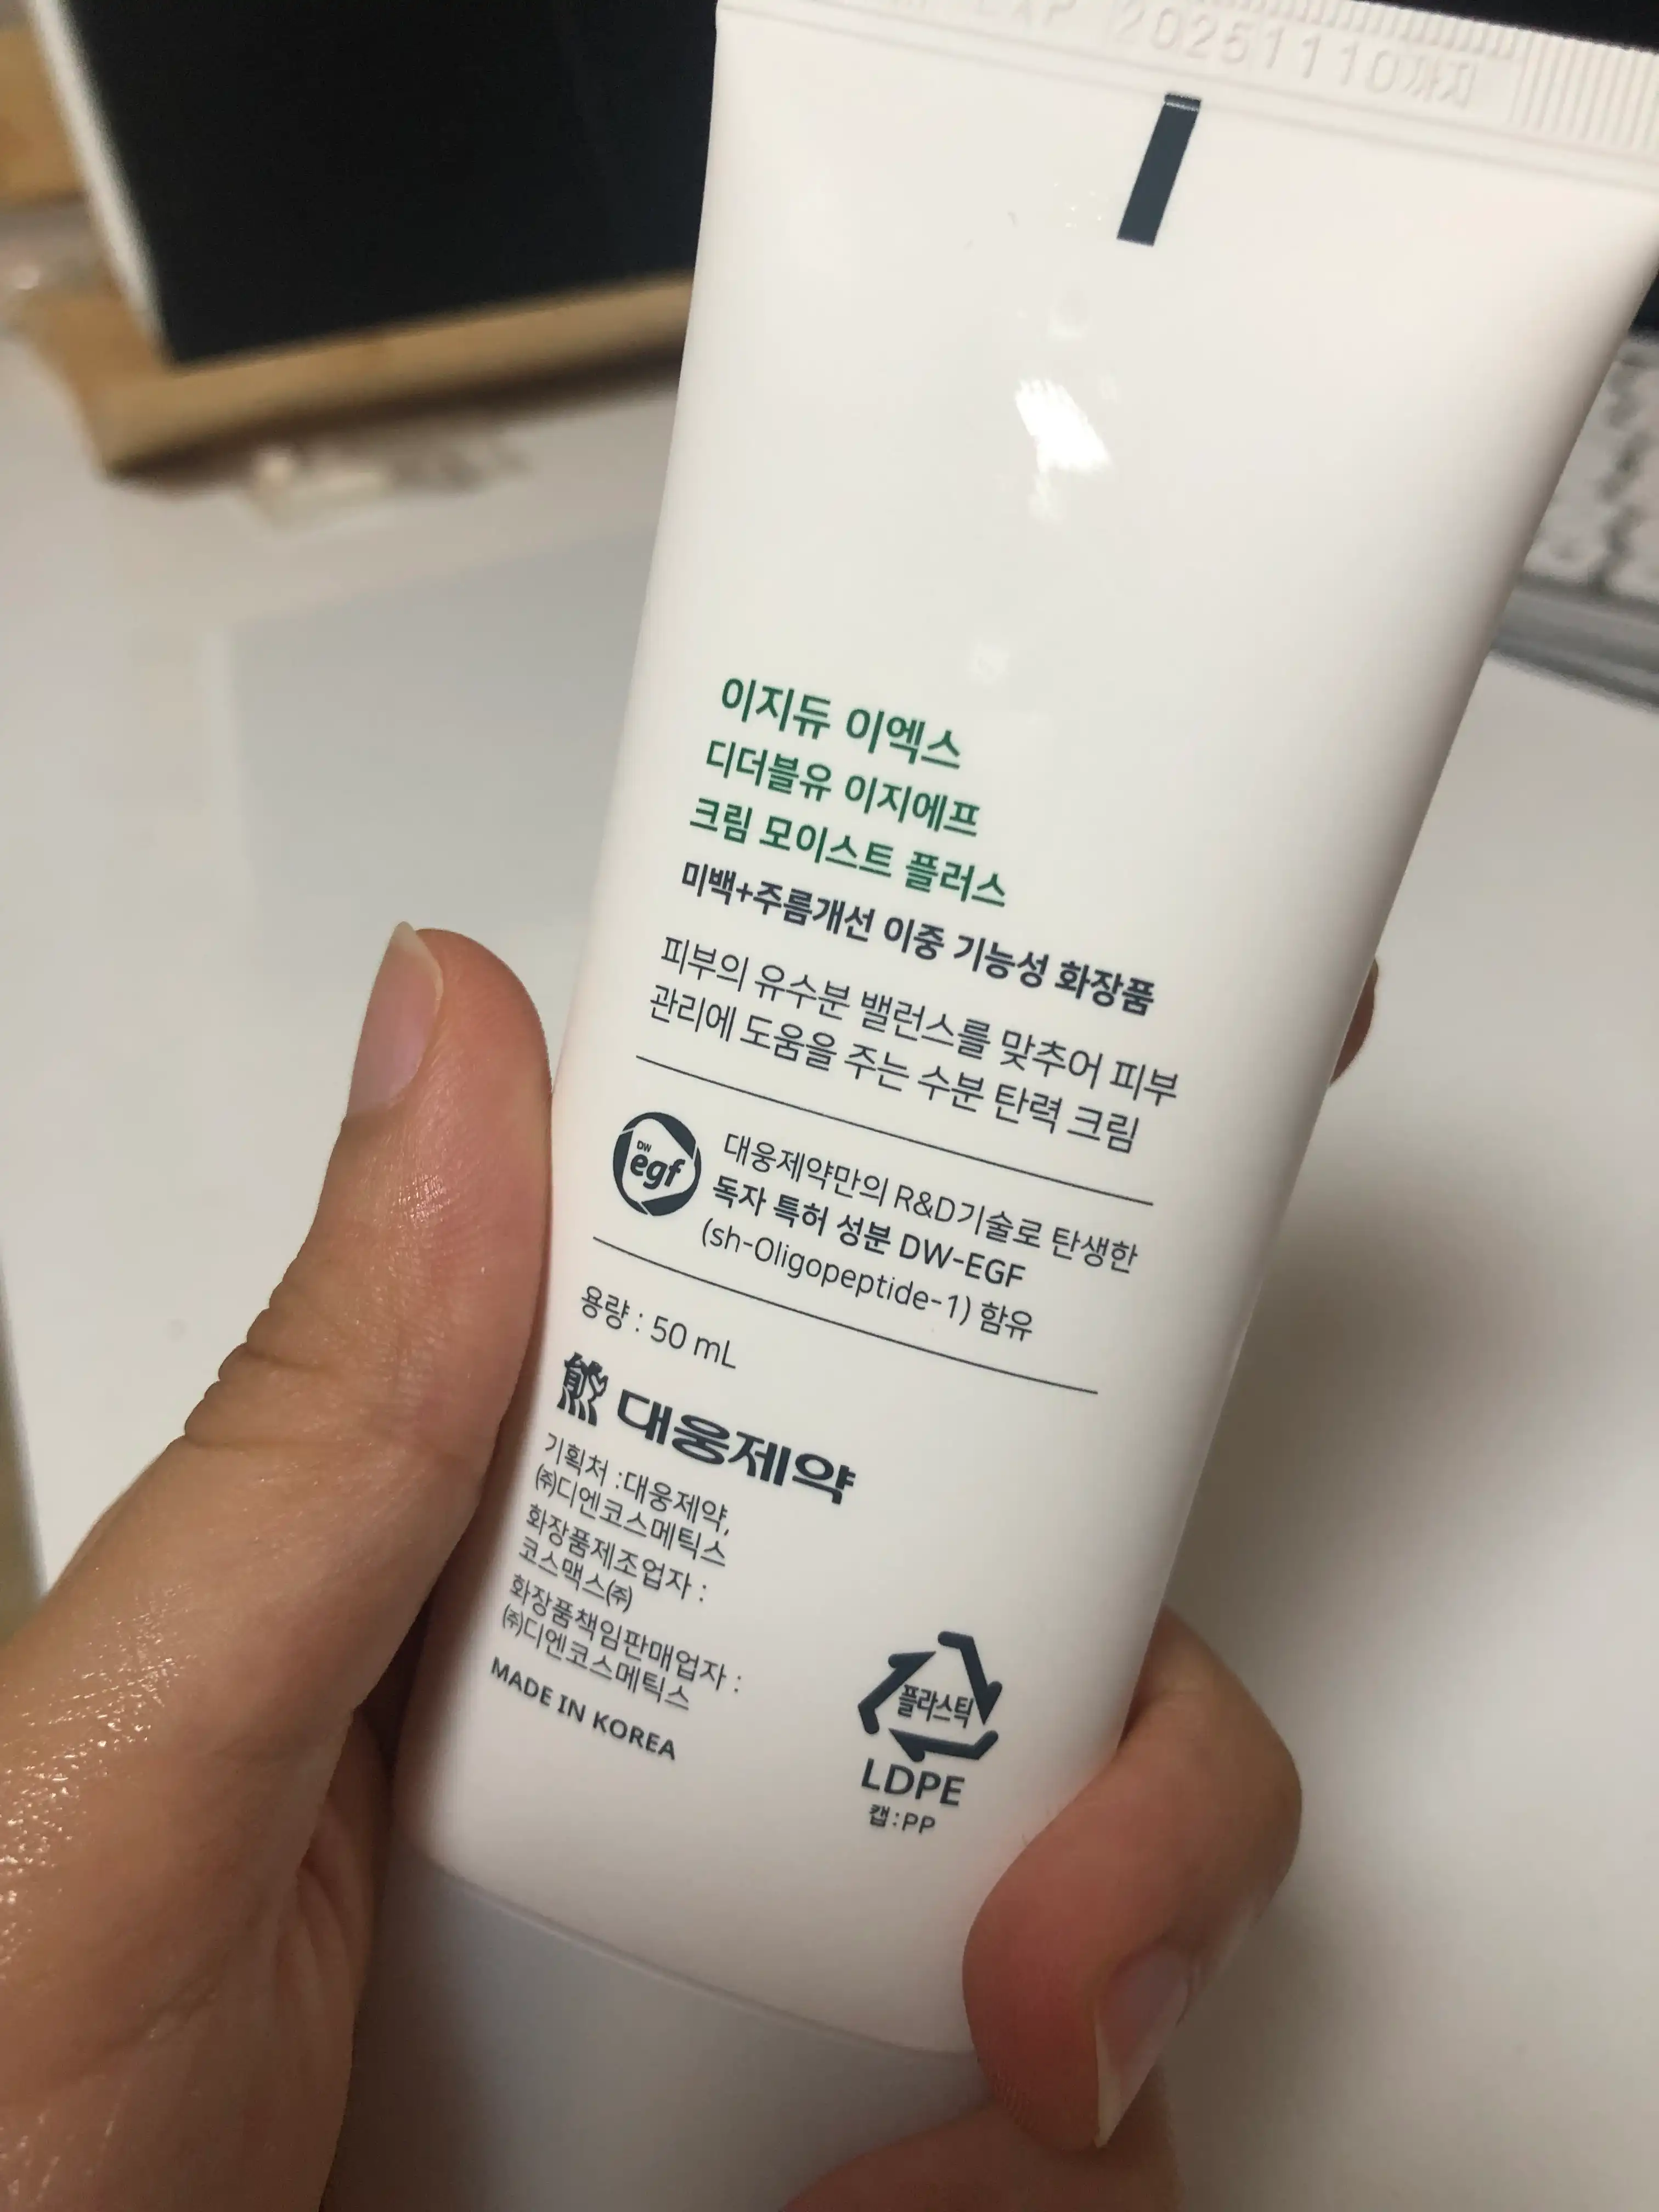 EXP 20251110까지
이지듀 이엑스
디더블유 이지에프
크림 모이스트 플러스
미백+주름개선 이중 기능성 화장품
피부의 유수분 밸런스를 맞추어 피부
관리에 도움을 주는 수분 탄력 크림
DW
egf
대웅제약만의 R&D기술로 탄생한
독자 특허 성분 DW-EGF
(sh-Oligopeptide-1) 함유
용량 : 50 mL
대웅제약
기획처 :대웅제약,
㈜디엔코스메틱스
화장품제조업자 :
코스맥스㈜
화장품책임판매업자 :
㈜디엔코스메틱스
MADE IN KOREA
플라스틱
LDPE
캡:PP